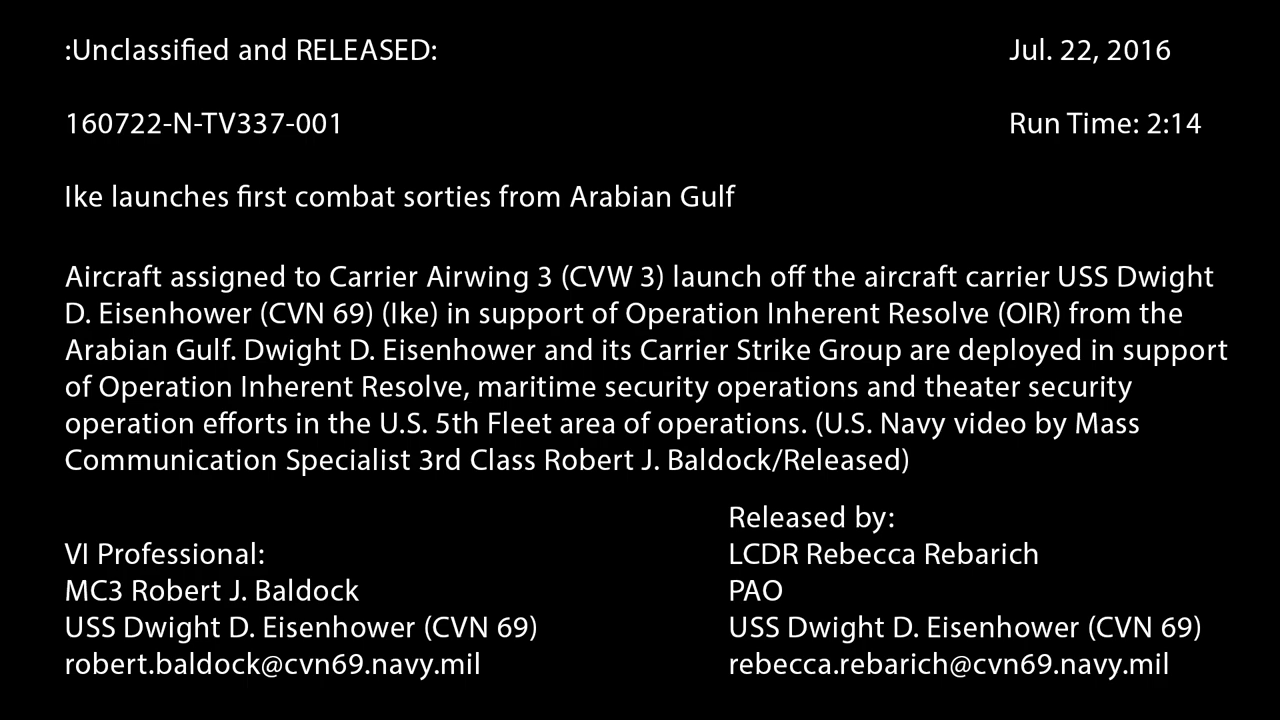 :Unclassified and RELEASED:
Jul. 22, 2016
160722-N-TV337-001
Run Time: 2:14
Ike launches first combat sorties from Arabian Gulf
Aircraft assigned to Carrier Airwing 3 (CVW 3) launch off the aircraft carrier USS Dwight
D. Eisenhower (CVN 69) (Ike) in support of Operation Inherent Resolve (OIR) from the
Arabian Gulf. Dwight D. Eisenhower and its Carrier Strike Group are deployed in support
of Operation Inherent Resolve, maritime security operations and theater security
operation efforts in the U.S. 5th Fleet area of operations. (U.S. Navy video by Mass
Communication Specialist 3rd Class Robert J. Baldock/Released)
VI Professional:
MC3 Robert J. Baldock
USS Dwight D. Eisenhower (CVN 69)
robert.baldock@cvn69.navy.mil
Released by:
LCDR Rebecca Rebarich
PAO
USS Dwight D. Eisenhower (CVN 69)
rebecca.rebarich@cvn69.navy.mil